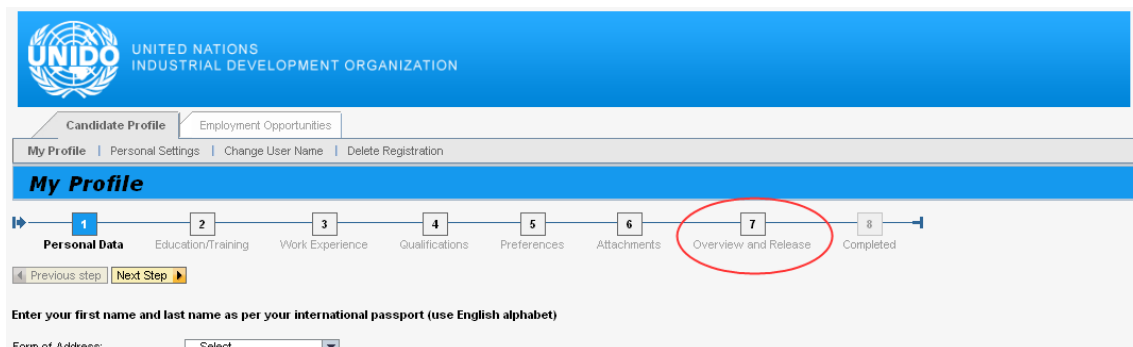 UNIDO
UNITED NATIONS
INDUSTRIAL DEVELOPMENT ORGANIZATION
Candidate Profile Employment Opportunities
My Profile | Personal Settings | Change User Name | Delete Registration
My Profile
1 2 3 4 5 6 7 8
Personal Data Education/Training Work Experience Qualifications Preferences Attachments Overview and Release Completed
Previous step Next Step
Enter your first name and last name as per your international passport (use English alphabet)
Form of Address: Select